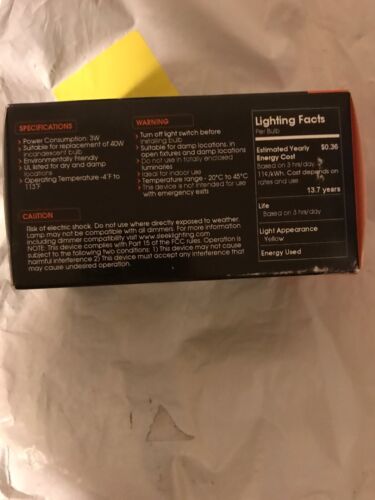 SPECIFICATIONS
Power Consumption: 3W
Suitable for replacement of 40W
incandescent bulb
Environmentally friendly
UL listed for dry and damp
locations
Operating Temperature -4°F to
113°F
WARNING
Turn off light switch before
installing bulb
Suitable for damp locations, in
open fixtures and damp locations
Do not use in totally enclosed
luminaries
Ideal for indoor use
Temperature range - 20°C to 45°C
This device is not intended for use
with emergency exits
CAUTION
Risk of electric shock. Do not use where directly exposed to weather.
Lamp may not be compatible with all dimmers. For more information
including dimmer compatibility visit www.sleeklighting.com
NOTE: This device complies with Part 15 of the FCC rules. Operation is
subject to the following two conditions: 1) This device may not cause
harmful interference 2) This device must accept any interference that
may cause undesired operation.
Lighting Facts
Per Bulb
Estimated Yearly $0.36
Energy Cost
Based on 3 hrs/day
11¢/kWh. Cost depends on
rates and use
13.7 years
Life
Based on 3 hrs/day
Light Appearance
Yellow
Energy Used